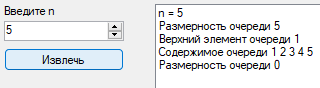 Введите n
5
Извлечь
n = 5
Размерность очереди 5
Верхний элемент очереди 1
Содержимое очереди 1 2 3 4 5
Размерность очереди 0